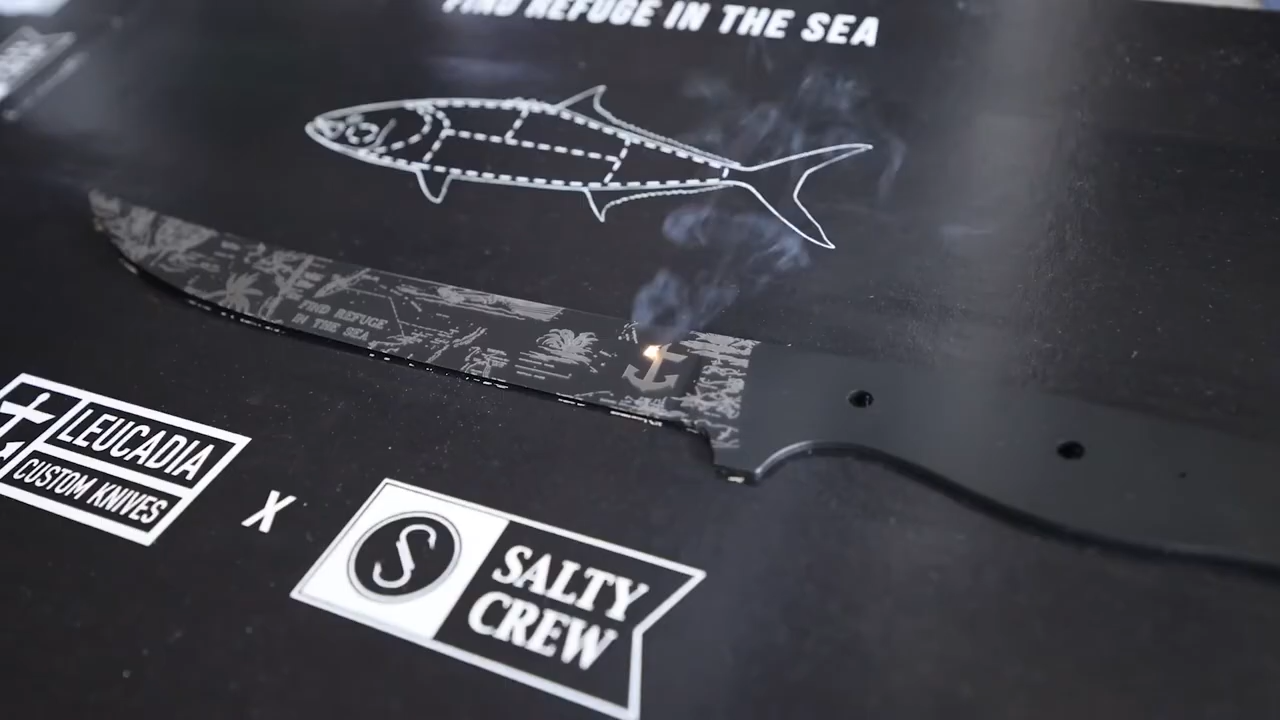 FIND REFUGE IN THE SEA
FIND REFUGE
IN THE SEA
LEUCADIA
CUSTOM KNIVES
X
S
SALTY
CREW